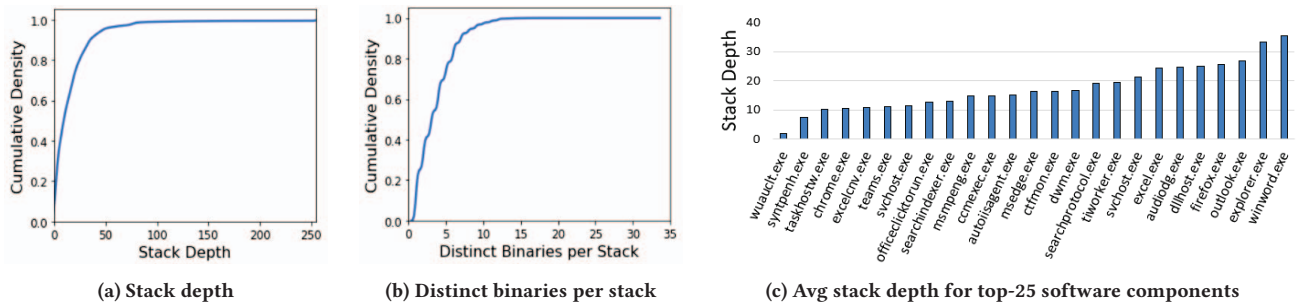 1.0
0.8
0.6
0.4
0.2
0.0
Cumulative Density
0 50 100 150 200 250
Stack Depth
(a) Stack depth
1.0
0.8
0.6
0.4
0.2
0.0
Cumulative Density
0 5 10 15 20 25 30 35
Distinct Binaries per Stack
(b) Distinct binaries per stack
40
30
20
10
0
Stack Depth
wuauclt.exe
syntpenh.exe
taskhostw.exe
chrome.exe
excelcnv.exe
teams.exe
svchost.exe
officeclicktorun.exe
searchindexer.exe
msmpeng.exe
ccmexec.exe
autoiisagent.exe
msedge.exe
ctfmon.exe
dwm.exe
searchprotocol.exe
tiworker.exe
svchost.exe
excel.exe
audiodg.exe
dllhost.exe
firefox.exe
outlook.exe
explorer.exe
winword.exe
(c) Avg stack depth for top-25 software components